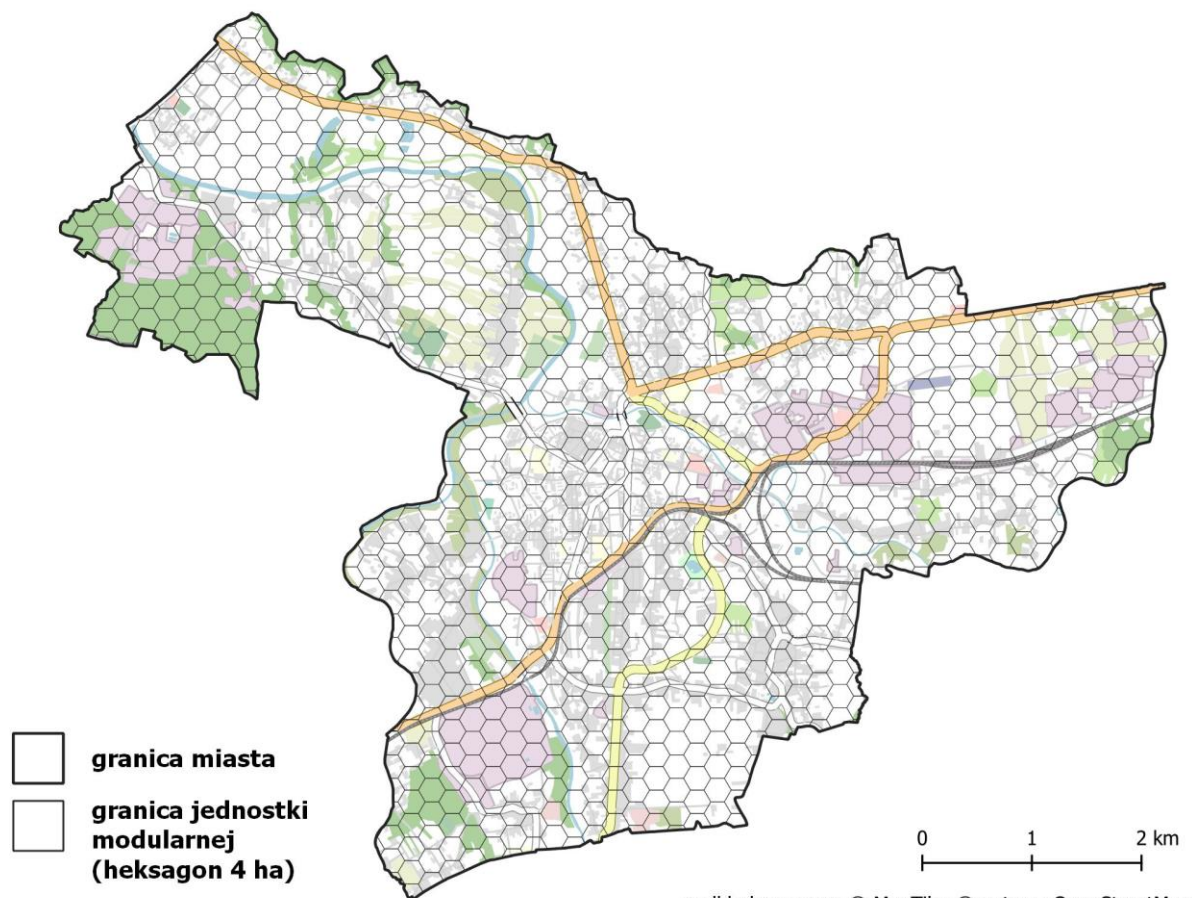 granica miasta
granica jednostki
modularnej
(heksagon 4 ha)
0 1 2 km